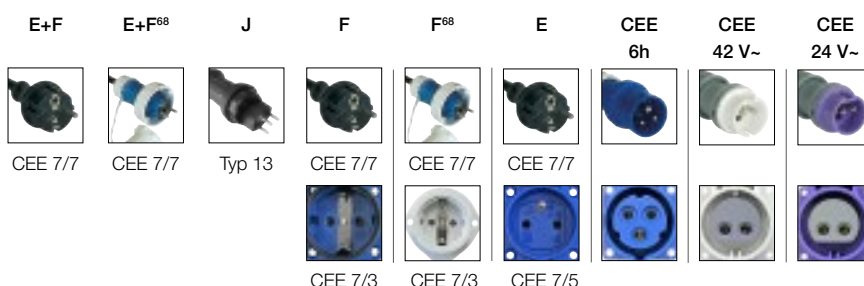 E+F E+F⁶⁸ J F F⁶⁸ E CEE CEE CEE
6h 42 V~ 24 V~
CEE 7/7 CEE 7/7 Typ 13 CEE 7/7 CEE 7/7 CEE 7/7
CEE 7/3 CEE 7/3 CEE 7/5